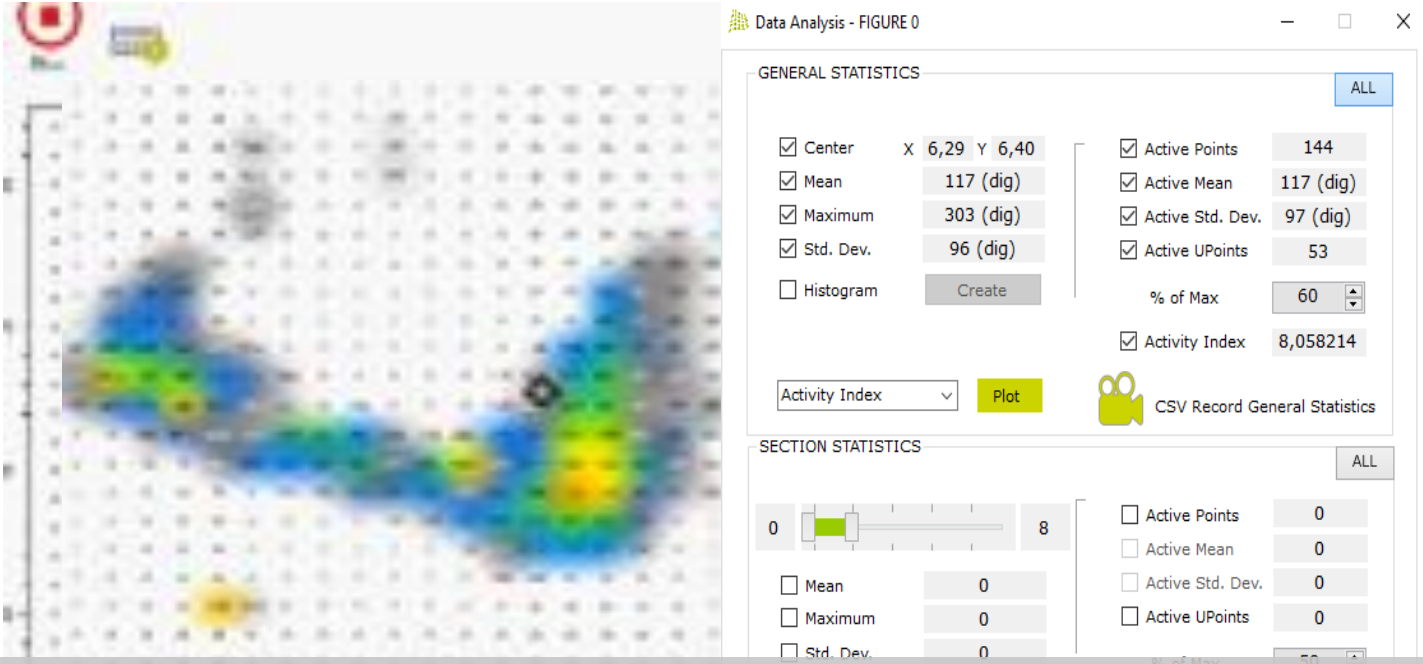 Data Analysis - FIGURE 0
GENERAL STATISTICS
ALL
Center X 6,29 Y 6,40
Active Points 144
Mean 117 (dig)
Active Mean 117 (dig)
Maximum 303 (dig)
Active Std. Dev. 97 (dig)
Std. Dev. 96 (dig)
Active UPoints 53
Histogram Create
% of Max 60
Activity Index 8,058214
Activity Index Plot
CSV Record General Statistics
SECTION STATISTICS
ALL
0 8
Active Points 0
Active Mean 0
Mean 0
Active Std. Dev. 0
Maximum 0
Active UPoints 0
Std. Dev. 0
% of Max 50